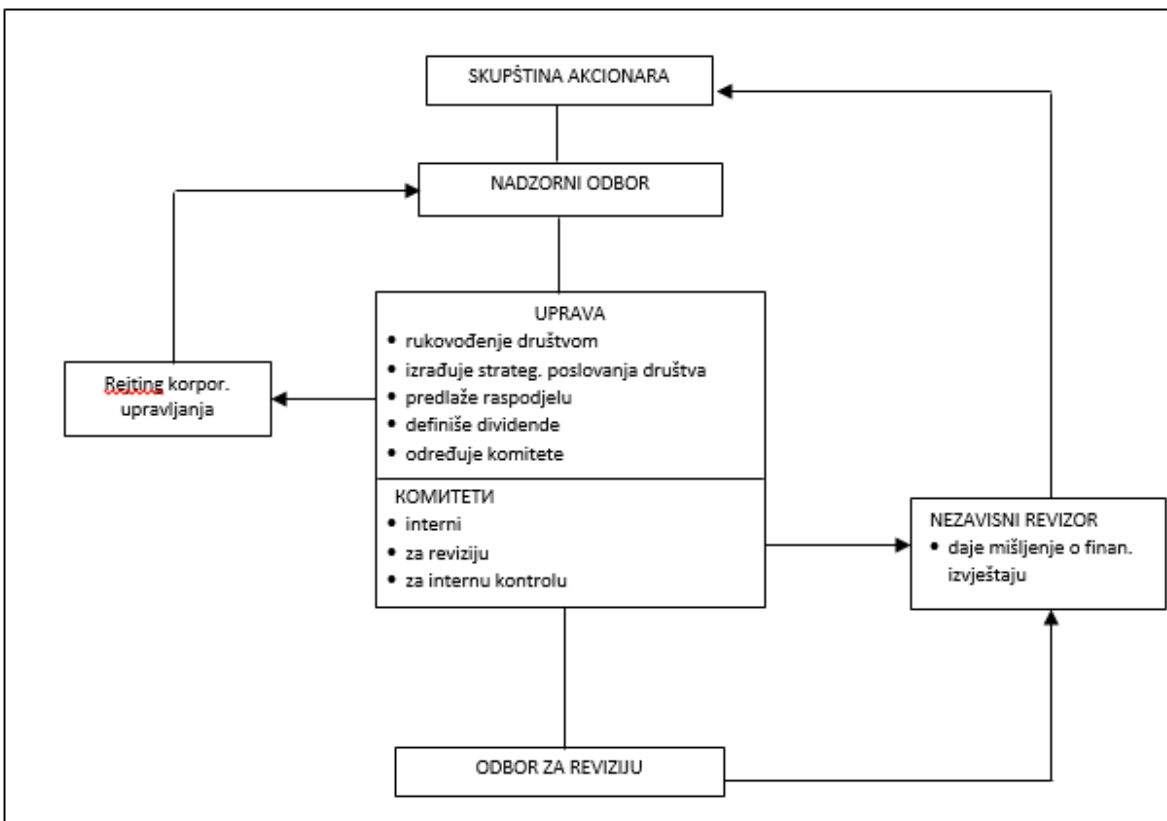 SKUPŠTINA AKCIONARA
NADZORNI ODBOR
UPRAVA
• rukovođenje društvom
• izrađuje strateg. poslovanja društva
• predlaže raspodjelu
• definiše dividende
• određuje komitete
Rejting korpor.
upravljanja
КОМИТЕТИ
• interni
• za reviziju
• za internu kontrolu
NEZAVISNI REVIZOR
• daje mišljenje o finan.
izvještaju
ODBOR ZA REVIZIJU